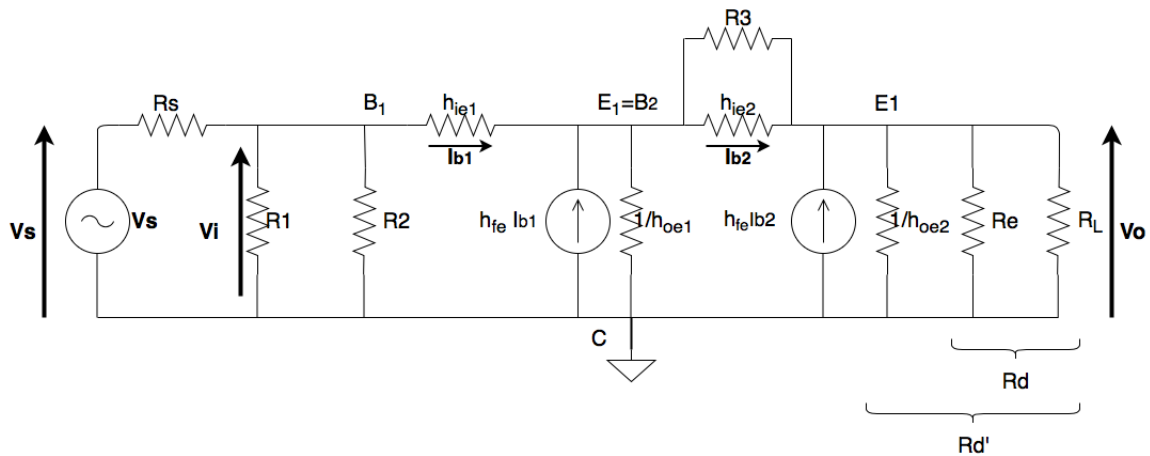 R3
Rs
B1
hie1
E1=B2
hie2
E1
Ib1
Ib2
Vs
Vs
Vi
R1
R2
hfe Ib1
1/hoe1
hfeIb2
1/hoe2
Re
RL
Vo
C
Rd
Rd'